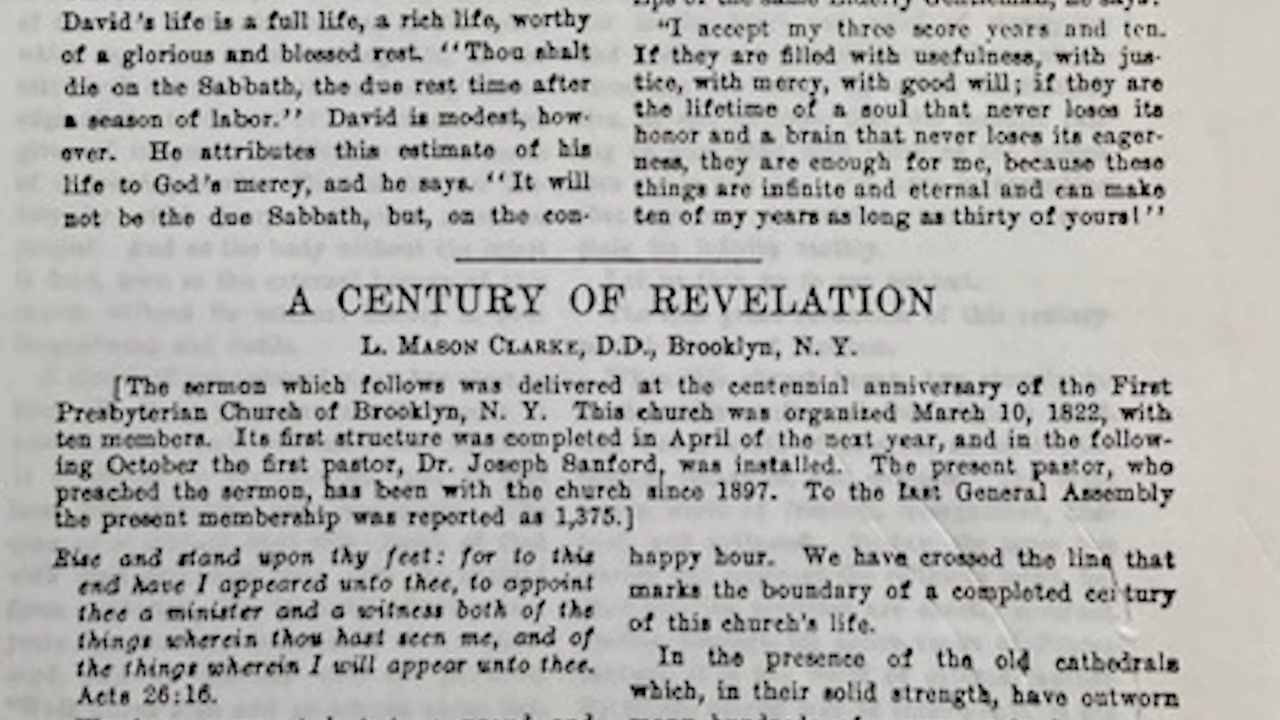 David's life is a full life, a rich life, worthy
of a glorious and blessed rest. "Thou shalt
die on the Sabbath, the due rest time after
a season of labor." David is modest, how-
ever. He attributes this estimate of his
life to God's mercy, and he says. "It will
not be the due Sabbath, but, on the con-
lips of the same Elderly Gentleman, he says:
"I accept my three score years and ten.
If they are filled with usefulness, with jus-
tice, with mercy, with good will; if they are
the lifetime of a soul that never loses its
honor and a brain that never loses its eager-
ness, they are enough for me, because these
things are infinite and eternal and can make
ten of my years as long as thirty of yours!"
A CENTURY OF REVELATION
L. MASON CLARKE, D.D., Brooklyn, N. Y.
[The sermon which follows was delivered at the centennial anniversary of the First
Presbyterian Church of Brooklyn, N. Y. This church was organized March 10, 1822, with
ten members. Its first structure was completed in April of the next year, and in the follow-
ing October the first pastor, Dr. Joseph Sanford, was installed. The present pastor, who
preached the sermon, has been with the church since 1897. To the last General Assembly
the present membership was reported as 1,375.]
Rise and stand upon thy feet: for to this
end have I appeared unto thee, to appoint
thee a minister and a witness both of the
things wherein thou hast seen me, and of
the things wherein I will appear unto thee.
Acts 26:16.
happy hour. We have crossed the line that
marks the boundary of a completed century
of this church's life.
In the presence of the old cathedrals
which, in their solid strength, have outworn